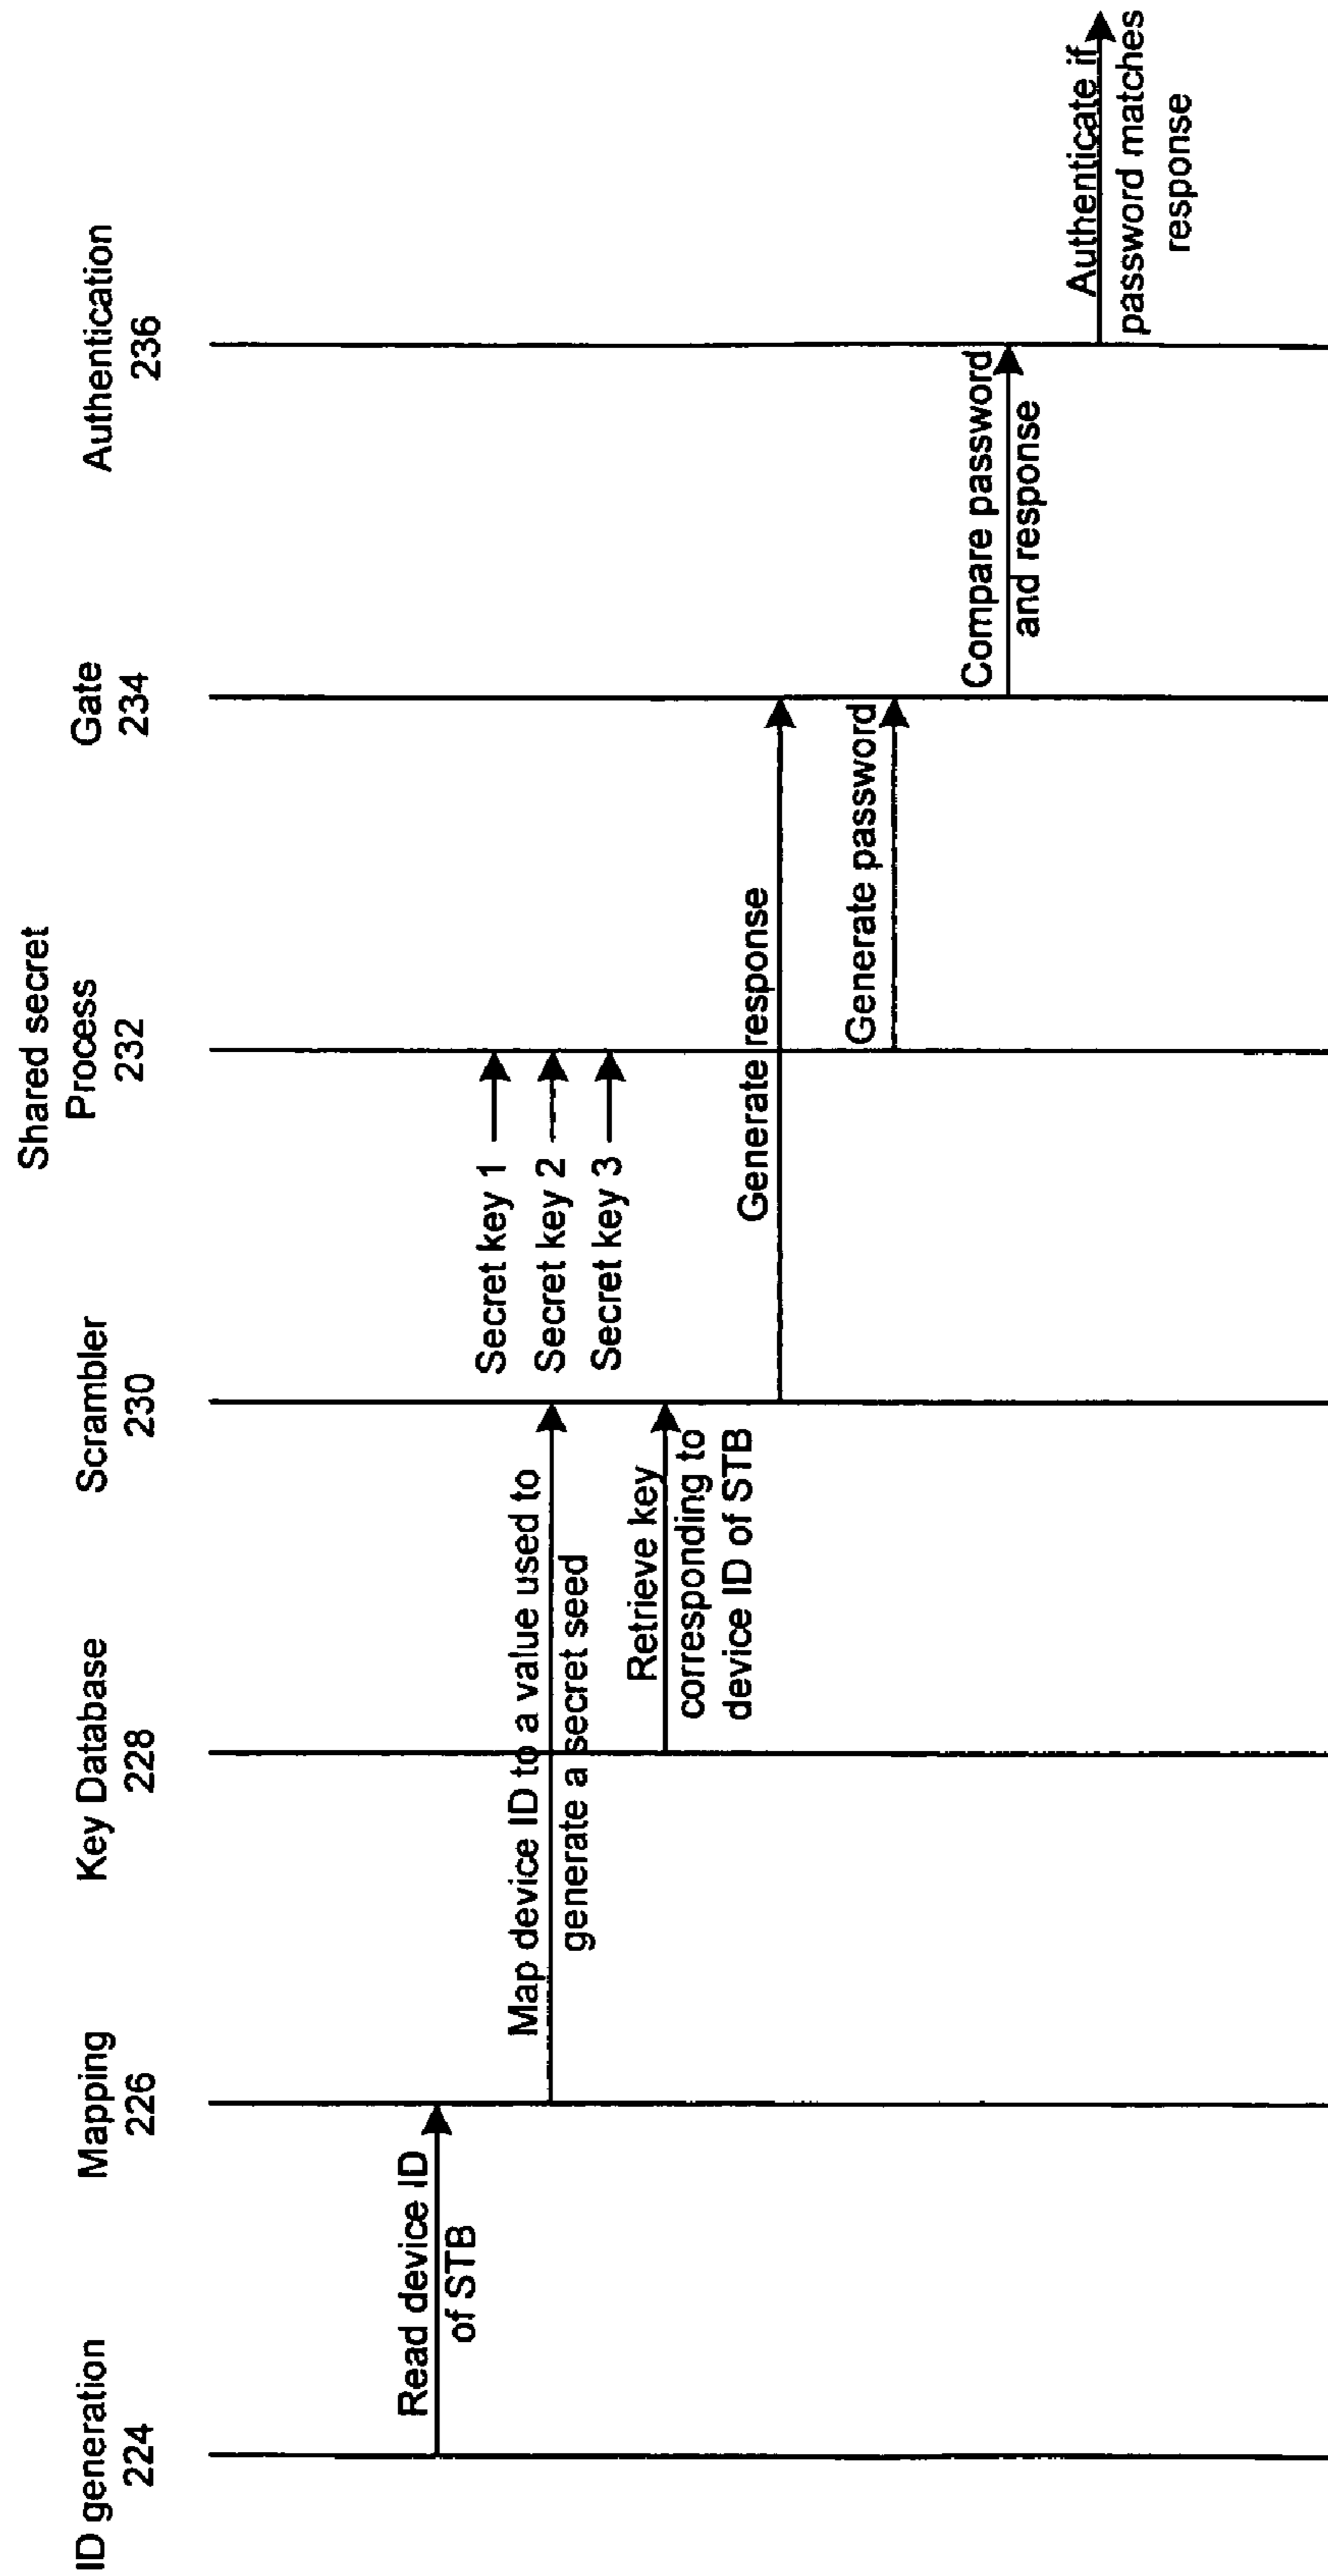 ID generation
224
Mapping
226
Key Database
228
Scrambler
230
Shared secret
Process
232
Gate
234
Authentication
236
Read device ID
of STB
Map device ID to a value used to
generate a secret seed
Secret key 1
Secret key 2
Secret key 3
Retrieve key
corresponding to
device ID of STB
Generate response
Generate password
Compare password
and response
Authenticate if
password matches
response